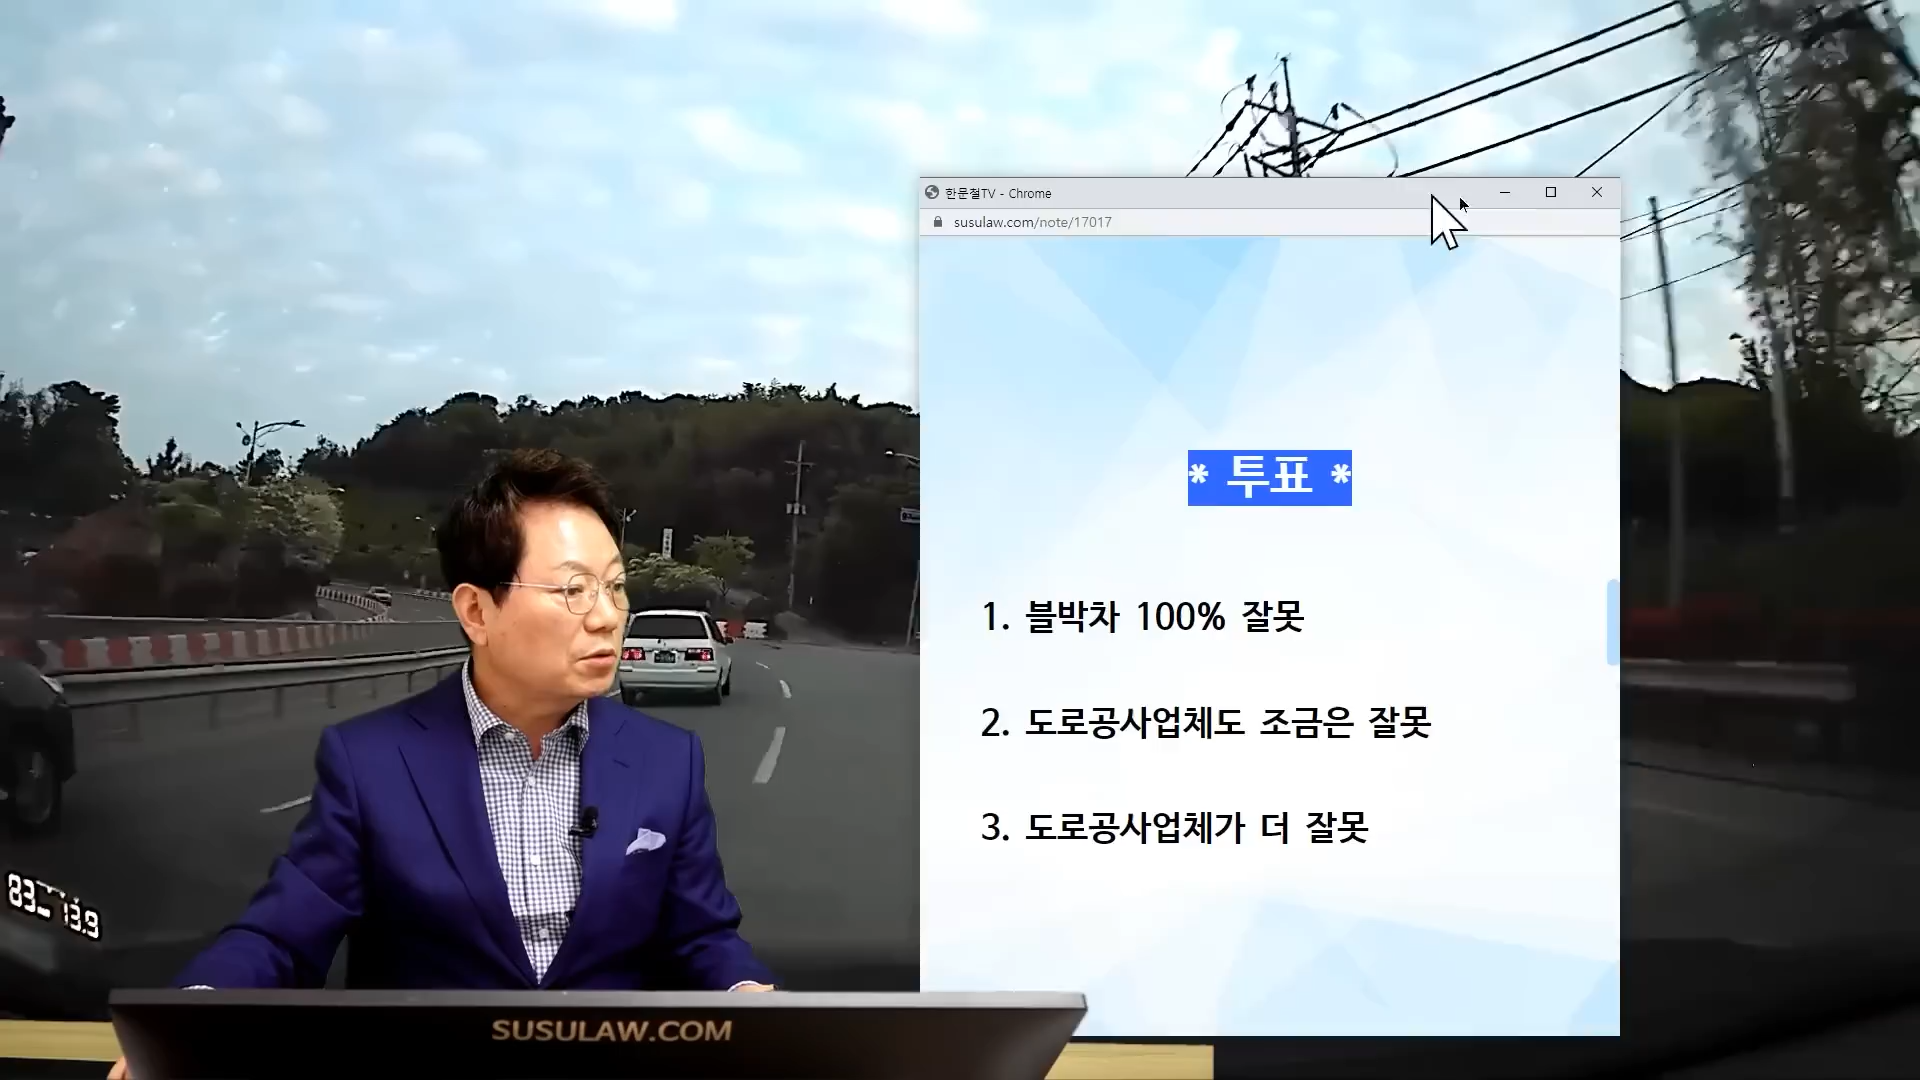 한문철TV - Chrome
susulaw.com/note/17017
* 투표 *
1. 블박차 100% 잘못
2. 도로공사업체도 조금은 잘못
3. 도로공사업체가 더 잘못
SUSULAW.COM